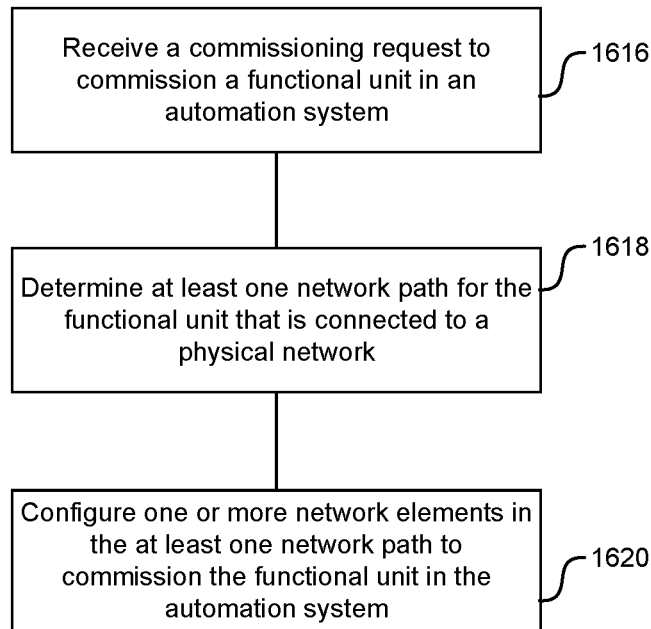 Receive a commissioning request to
commission a functional unit in an
automation system
1616
Determine at least one network path for the
functional unit that is connected to a
physical network
1618
Configure one or more network elements in
the at least one network path to
commission the functional unit in the
automation system
1620